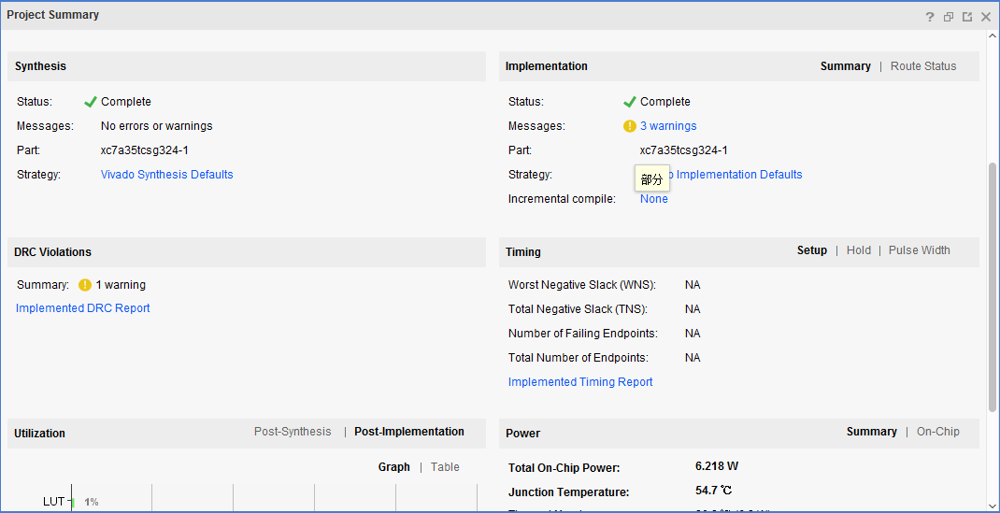 Project Summary
Synthesis
Status: Complete
Messages: No errors or warnings
Part: xc7a35tcsg324-1
Strategy: Vivado Synthesis Defaults
Implementation Summary | Route Status
Status: Complete
Messages: 3 warnings
Part: xc7a35tcsg324-1
Strategy: Implementation Defaults
部分
Incremental compile: None
DRC Violations
Summary: 1 warning
Implemented DRC Report
Timing Setup | Hold | Pulse Width
Worst Negative Slack (WNS): NA
Total Negative Slack (TNS): NA
Number of Failing Endpoints: NA
Total Number of Endpoints: NA
Implemented Timing Report
Utilization Post-Synthesis | Post-Implementation
Graph | Table
LUT 1%
Power Summary | On-Chip
Total On-Chip Power: 6.218 W
Junction Temperature: 54.7 ℃